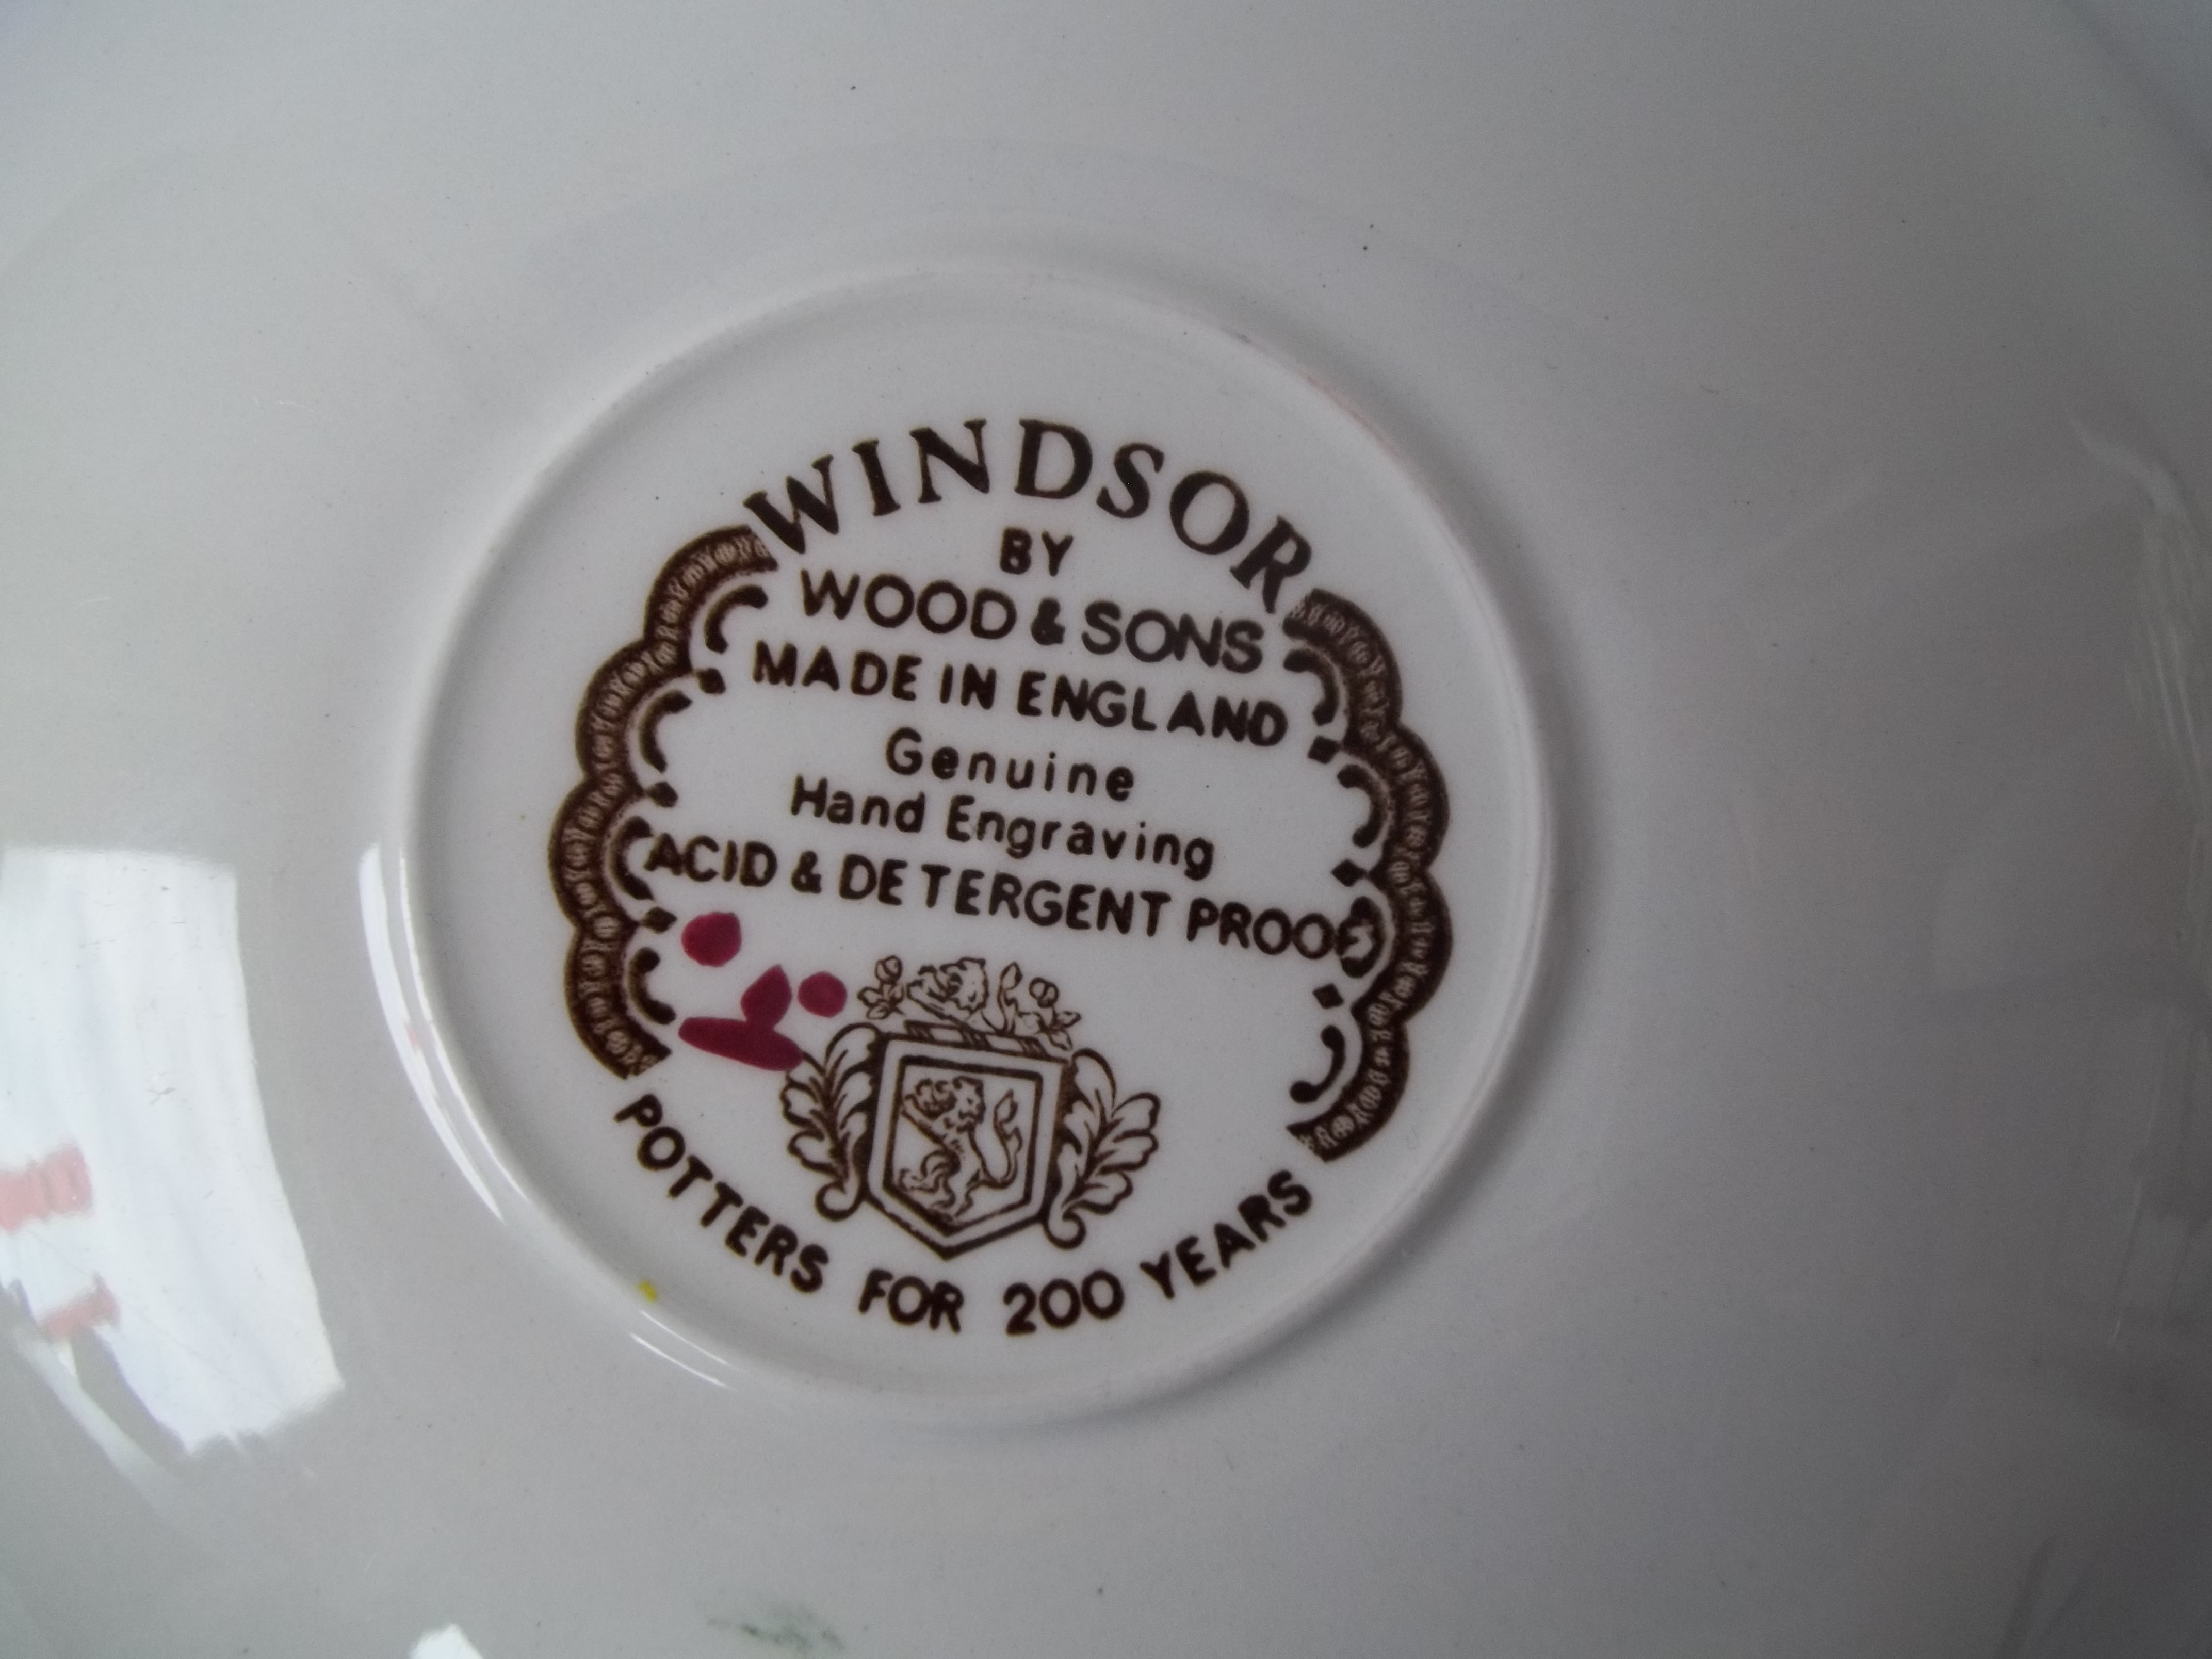 WINDSOR
BY
WOOD & SONS
MADE IN ENGLAND
Genuine
Hand Engraving
ACID & DETERGENT PROOF
POTTERS FOR 200 YEARS